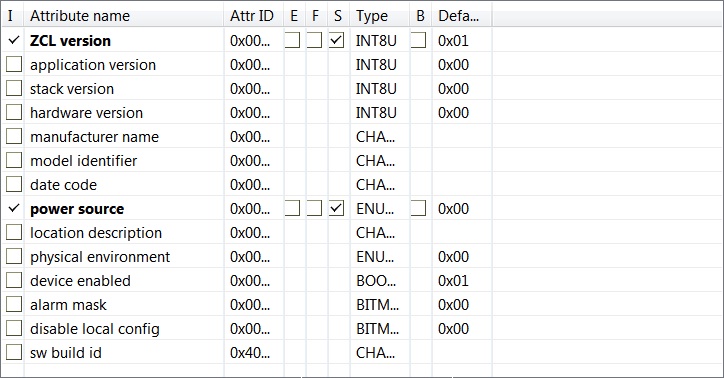 I Attribute name Attr ID E F S Type B Defa...
ZCL version 0x00... INT8U 0x01
application version 0x00... INT8U 0x00
stack version 0x00... INT8U 0x00
hardware version 0x00... INT8U 0x00
manufacturer name 0x00... CHA...
model identifier 0x00... CHA...
date code 0x00... CHA...
power source 0x00... ENU... 0x00
location description 0x00... CHA...
physical environment 0x00... ENU... 0x00
device enabled 0x00... BOO... 0x01
alarm mask 0x00... BITM... 0x00
disable local config 0x00... BITM... 0x00
sw build id 0x40... CHA...